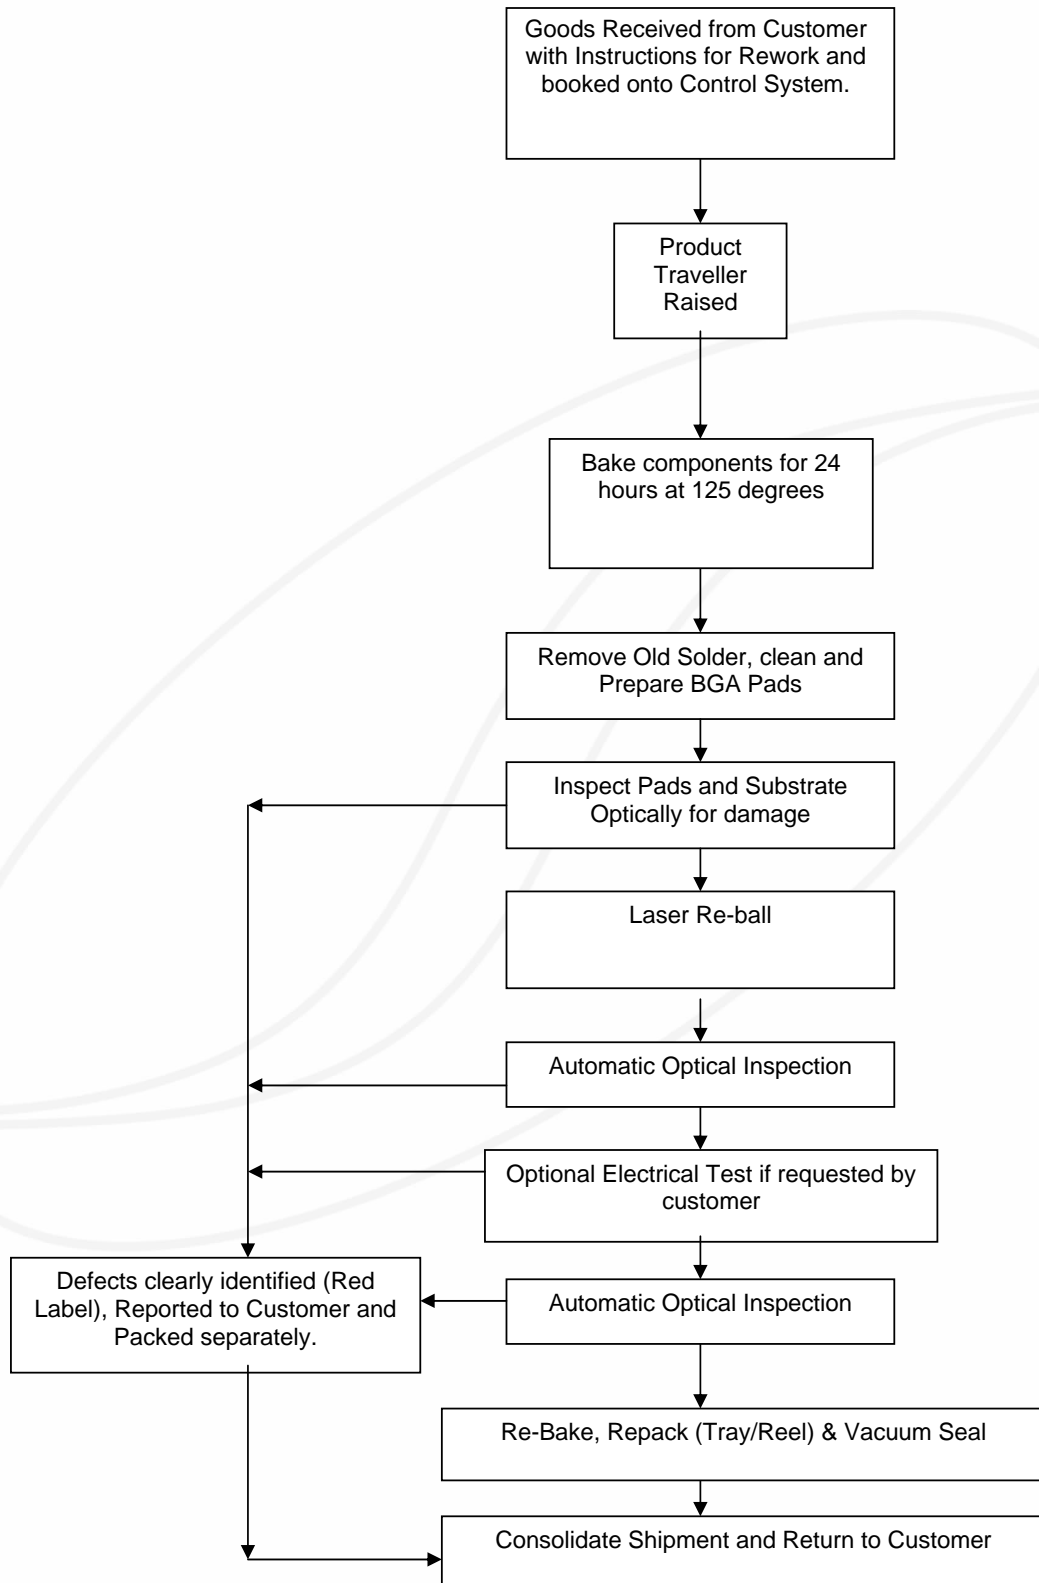 Goods Received from Customer
with Instructions for Rework and
booked onto Control System.
Product
Traveller
Raised
Bake components for 24
hours at 125 degrees
Remove Old Solder, clean and
Prepare BGA Pads
Inspect Pads and Substrate
Optically for damage
Laser Re-ball
Automatic Optical Inspection
Optional Electrical Test if requested by
customer
Defects clearly identified (Red
Label), Reported to Customer and
Packed separately.
Automatic Optical Inspection
Re-Bake, Repack (Tray/Reel) & Vacuum Seal
Consolidate Shipment and Return to Customer